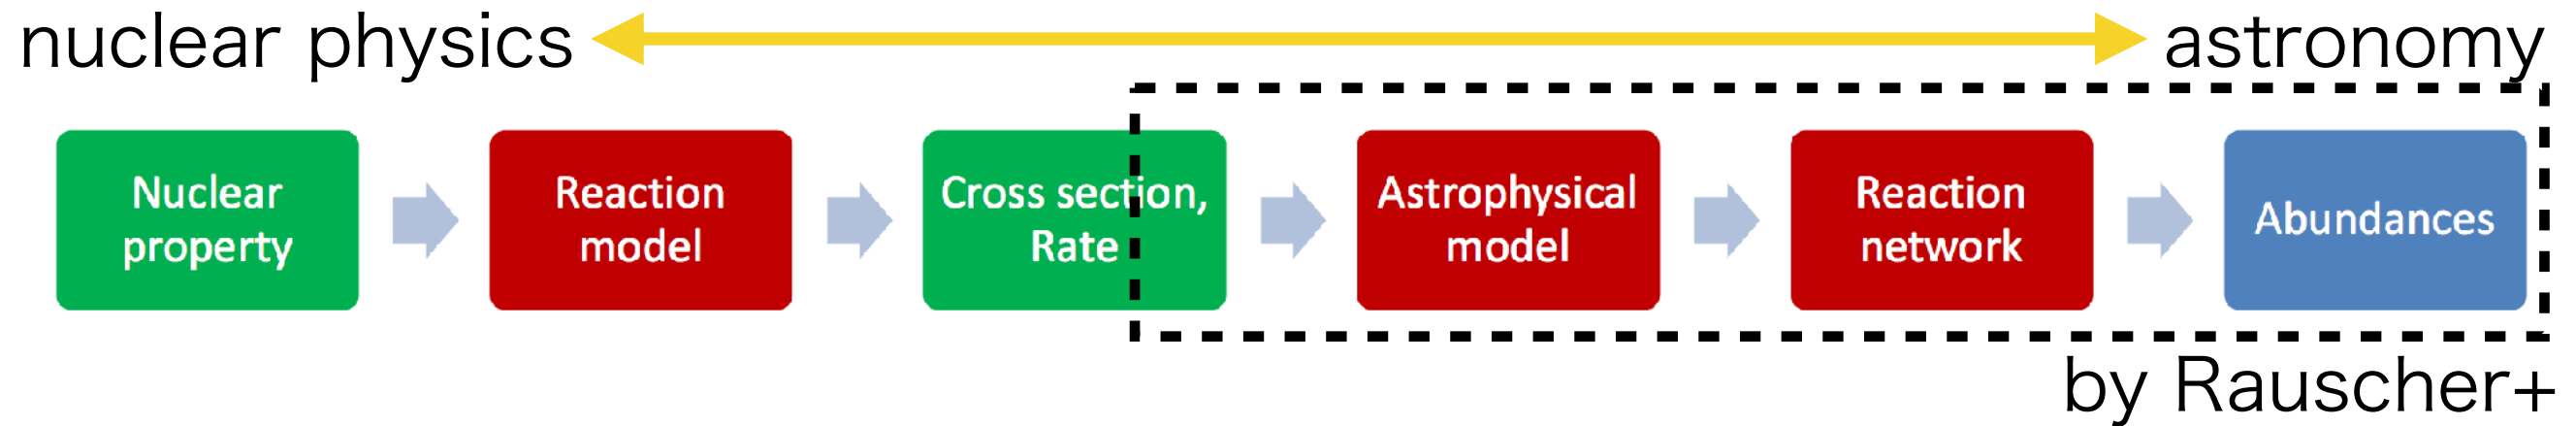 nuclear physics
astronomy
Nuclear
property
Reaction
model
Cross section,
Rate
Astrophysical
model
Reaction
network
Abundances
by Rauscher+